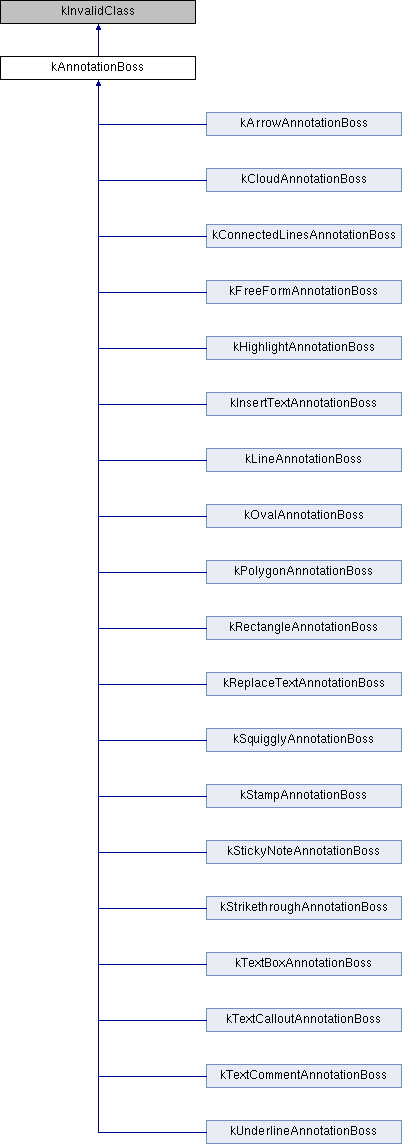 kInvalidClass
kAnnotationBoss
kArrowAnnotationBoss
kCloudAnnotationBoss
kConnectedLinesAnnotationBoss
kFreeFormAnnotationBoss
kHighlightAnnotationBoss
kInsertTextAnnotationBoss
kLineAnnotationBoss
kOvalAnnotationBoss
kPolygonAnnotationBoss
kRectangleAnnotationBoss
kReplaceTextAnnotationBoss
kSquigglyAnnotationBoss
kStampAnnotationBoss
kStickyNoteAnnotationBoss
kStrikethroughAnnotationBoss
kTextBoxAnnotationBoss
kTextCalloutAnnotationBoss
kTextCommentAnnotationBoss
kUnderlineAnnotationBoss